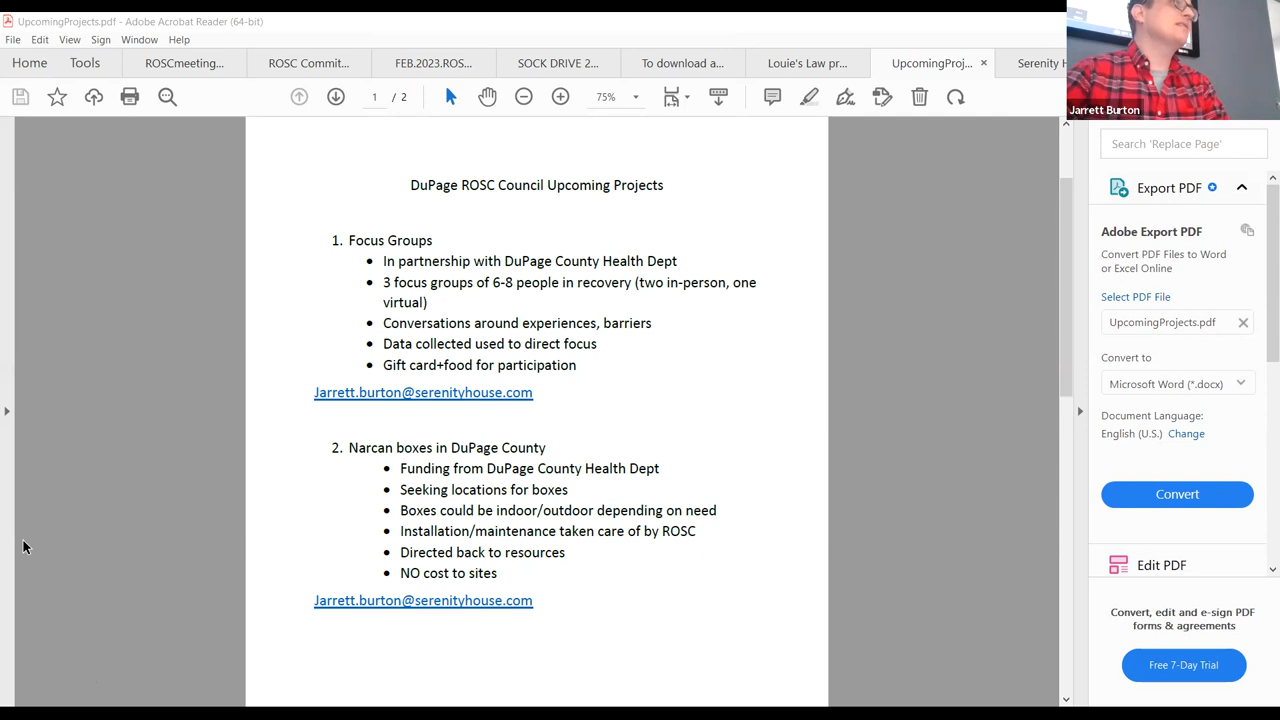 UpcomingProjects.pdf - Adobe Acrobat Reader (64-bit)
File Edit View Sign Window Help
Home Tools ROSCmeeting... ROSC Commit... FEB.2023.ROS... SOCK DRIVE 2... To download a... Louie's Law pr... UpcomingProj... × Serenity H
1 / 2 75%
Jarrett Burton
DuPage ROSC Council Upcoming Projects
1. Focus Groups
• In partnership with DuPage County Health Dept
• 3 focus groups of 6-8 people in recovery (two in-person, one
virtual)
• Conversations around experiences, barriers
• Data collected used to direct focus
• Gift card+food for participation
Jarrett.burton@serenityhouse.com
2. Narcan boxes in DuPage County
• Funding from DuPage County Health Dept
• Seeking locations for boxes
• Boxes could be indoor/outdoor depending on need
• Installation/maintenance taken care of by ROSC
• Directed back to resources
• NO cost to sites
Jarrett.burton@serenityhouse.com
Search 'Replace Page'
Export PDF
Adobe Export PDF
Convert PDF Files to Word
or Excel Online
Select PDF File
UpcomingProjects.pdf
Convert to
Microsoft Word (*.docx)
Document Language:
English (U.S.) Change
Convert
Edit PDF
Convert, edit and e-sign PDF
forms & agreements
Free 7-Day Trial